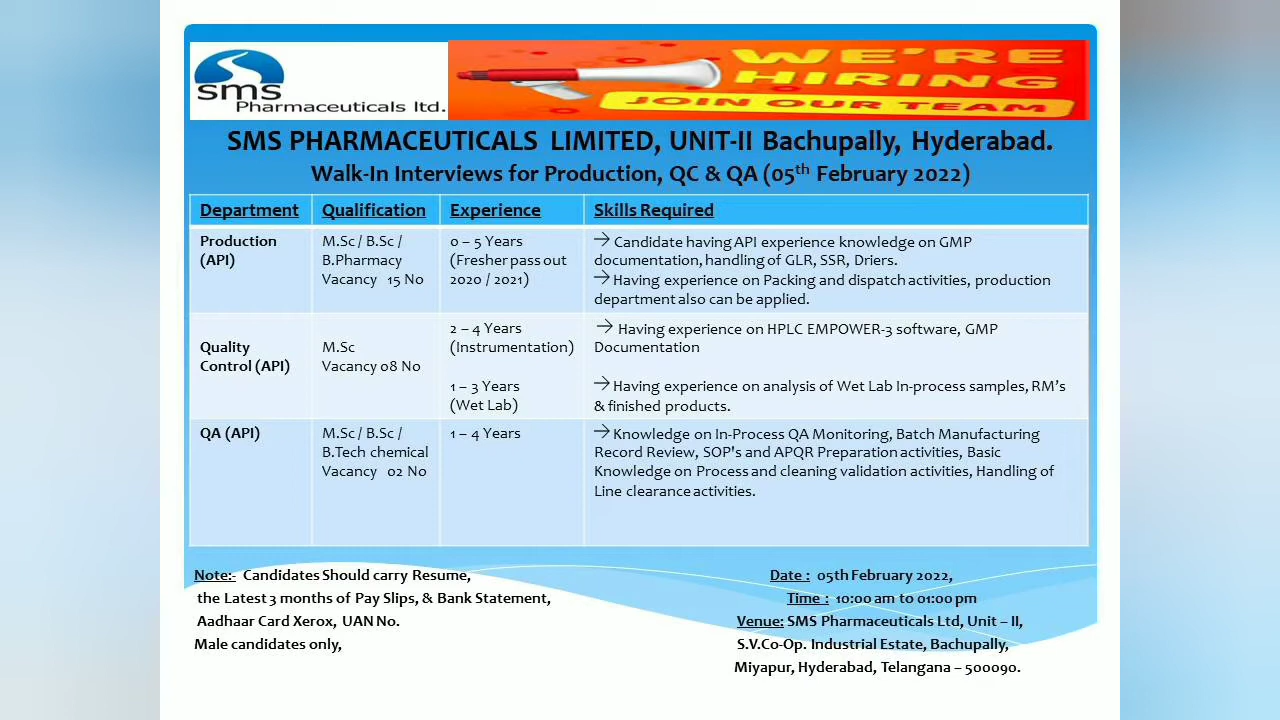 sms
Pharmaceuticals ltd.
WE'RE
HIRING
JOIN OUR TEAM
SMS PHARMACEUTICALS LIMITED, UNIT-II Bachupally, Hyderabad.
Walk-In Interviews for Production, QC & QA (05th February 2022)
Department Qualification Experience Skills Required
Production
(API)
M.Sc / B.Sc /
B.Pharmacy
Vacancy 15 No
0 – 5 Years
(Fresher pass out
2020 / 2021)
→ Candidate having API experience knowledge on GMP
documentation, handling of GLR, SSR, Driers.
→ Having experience on Packing and dispatch activities, production
department also can be applied.
Quality
Control (API)
M.Sc
Vacancy 08 No
2 – 4 Years
(Instrumentation)
1 – 3 Years
(Wet Lab)
→ Having experience on HPLC EMPOWER-3 software, GMP
Documentation
→ Having experience on analysis of Wet Lab In-process samples, RM's
& finished products.
QA (API)
M.Sc / B.Sc /
B.Tech chemical
Vacancy 02 No
1 – 4 Years
→ Knowledge on In-Process QA Monitoring, Batch Manufacturing
Record Review, SOP's and APQR Preparation activities, Basic
Knowledge on Process and cleaning validation activities, Handling of
Line clearance activities.
Note:- Candidates Should carry Resume,
the Latest 3 months of Pay Slips, & Bank Statement,
Aadhaar Card Xerox, UAN No.
Male candidates only,
Date : 05th February 2022,
Time : 10:00 am to 01:00 pm
Venue: SMS Pharmaceuticals Ltd, Unit – II,
S.V.Co-Op. Industrial Estate, Bachupally,
Miyapur, Hyderabad, Telangana – 500090.